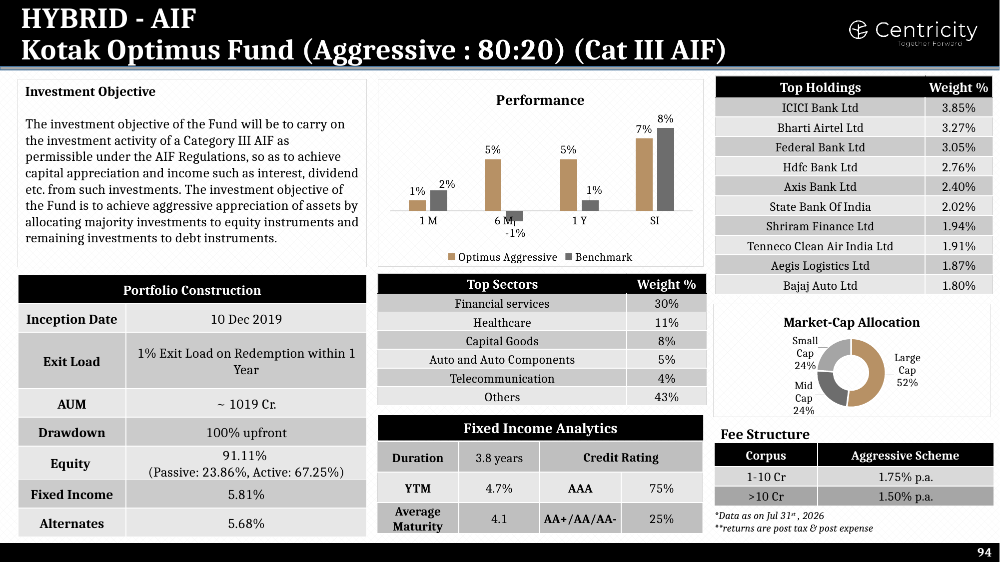 HYBRID - AIF
Kotak Optimus Fund (Aggressive : 80:20) (Cat III AIF)
Centricity
Together Forward
Investment Objective
The investment objective of the Fund will be to carry on
the investment activity of a Category III AIF as
permissible under the AIF Regulations, so as to achieve
capital appreciation and income such as interest, dividend
etc. from such investments. The investment objective of
the Fund is to achieve aggressive appreciation of assets by
allocating majority investments to equity instruments and
remaining investments to debt instruments.
Portfolio Construction
Inception Date 10 Dec 2019
Exit Load 1% Exit Load on Redemption within 1
Year
AUM ~ 1019 Cr.
Drawdown 100% upfront
Equity 91.11%
(Passive: 23.86%, Active: 67.25%)
Fixed Income 5.81%
Alternates 5.68%
Performance
1% 2% 5% -1% 5% 1% 7% 8%
1 M 6 M 1 Y SI
Optimus Aggressive Benchmark
Top Sectors Weight %
Financial services 30%
Healthcare 11%
Capital Goods 8%
Auto and Auto Components 5%
Telecommunication 4%
Others 43%
Fixed Income Analytics
Duration 3.8 years Credit Rating
YTM 4.7% AAA 75%
Average
Maturity 4.1 AA+/AA/AA- 25%
Top Holdings Weight %
ICICI Bank Ltd 3.85%
Bharti Airtel Ltd 3.27%
Federal Bank Ltd 3.05%
Hdfc Bank Ltd 2.76%
Axis Bank Ltd 2.40%
State Bank Of India 2.02%
Shriram Finance Ltd 1.94%
Tenneco Clean Air India Ltd 1.91%
Aegis Logistics Ltd 1.87%
Bajaj Auto Ltd 1.80%
Market-Cap Allocation
Small
Cap
24%
Large
Cap
52%
Mid
Cap
24%
Fee Structure
Corpus Aggressive Scheme
1-10 Cr 1.75% p.a.
>10 Cr 1.50% p.a.
*Data as on Jul 31st , 2026
**returns are post tax & post expense
94